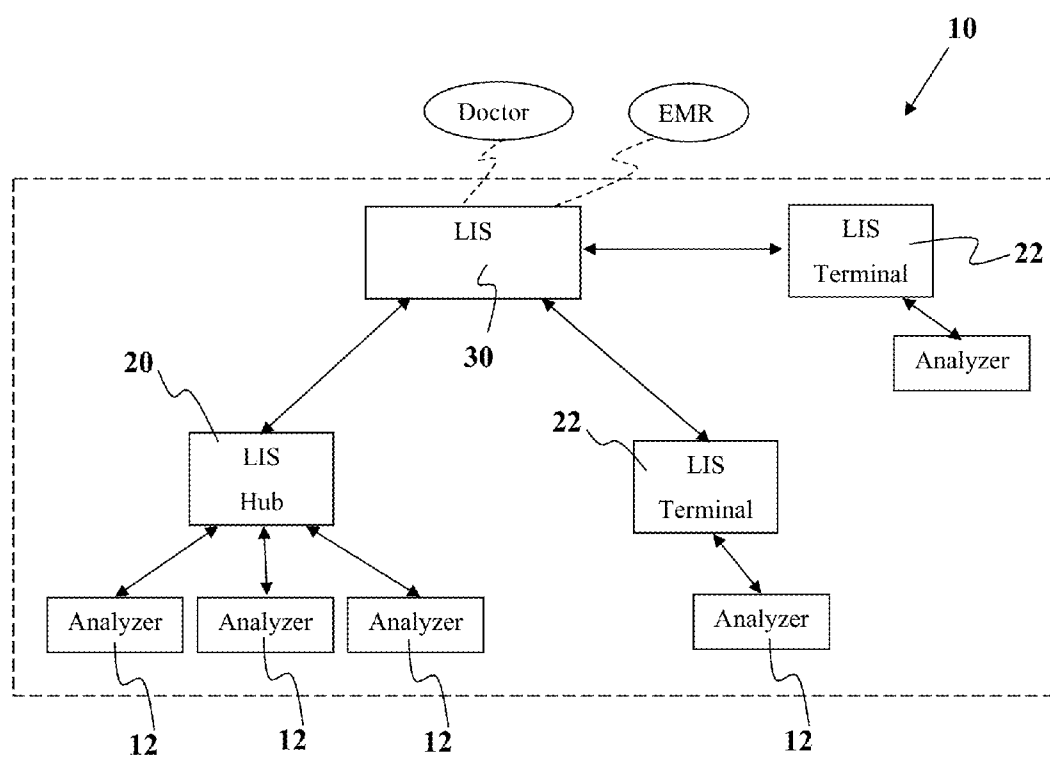 10
Doctor
EMR
LIS
30
LIS
Terminal
22
Analyzer
20
LIS
Hub
22
LIS
Terminal
Analyzer
Analyzer
Analyzer
Analyzer
12
12
12
12